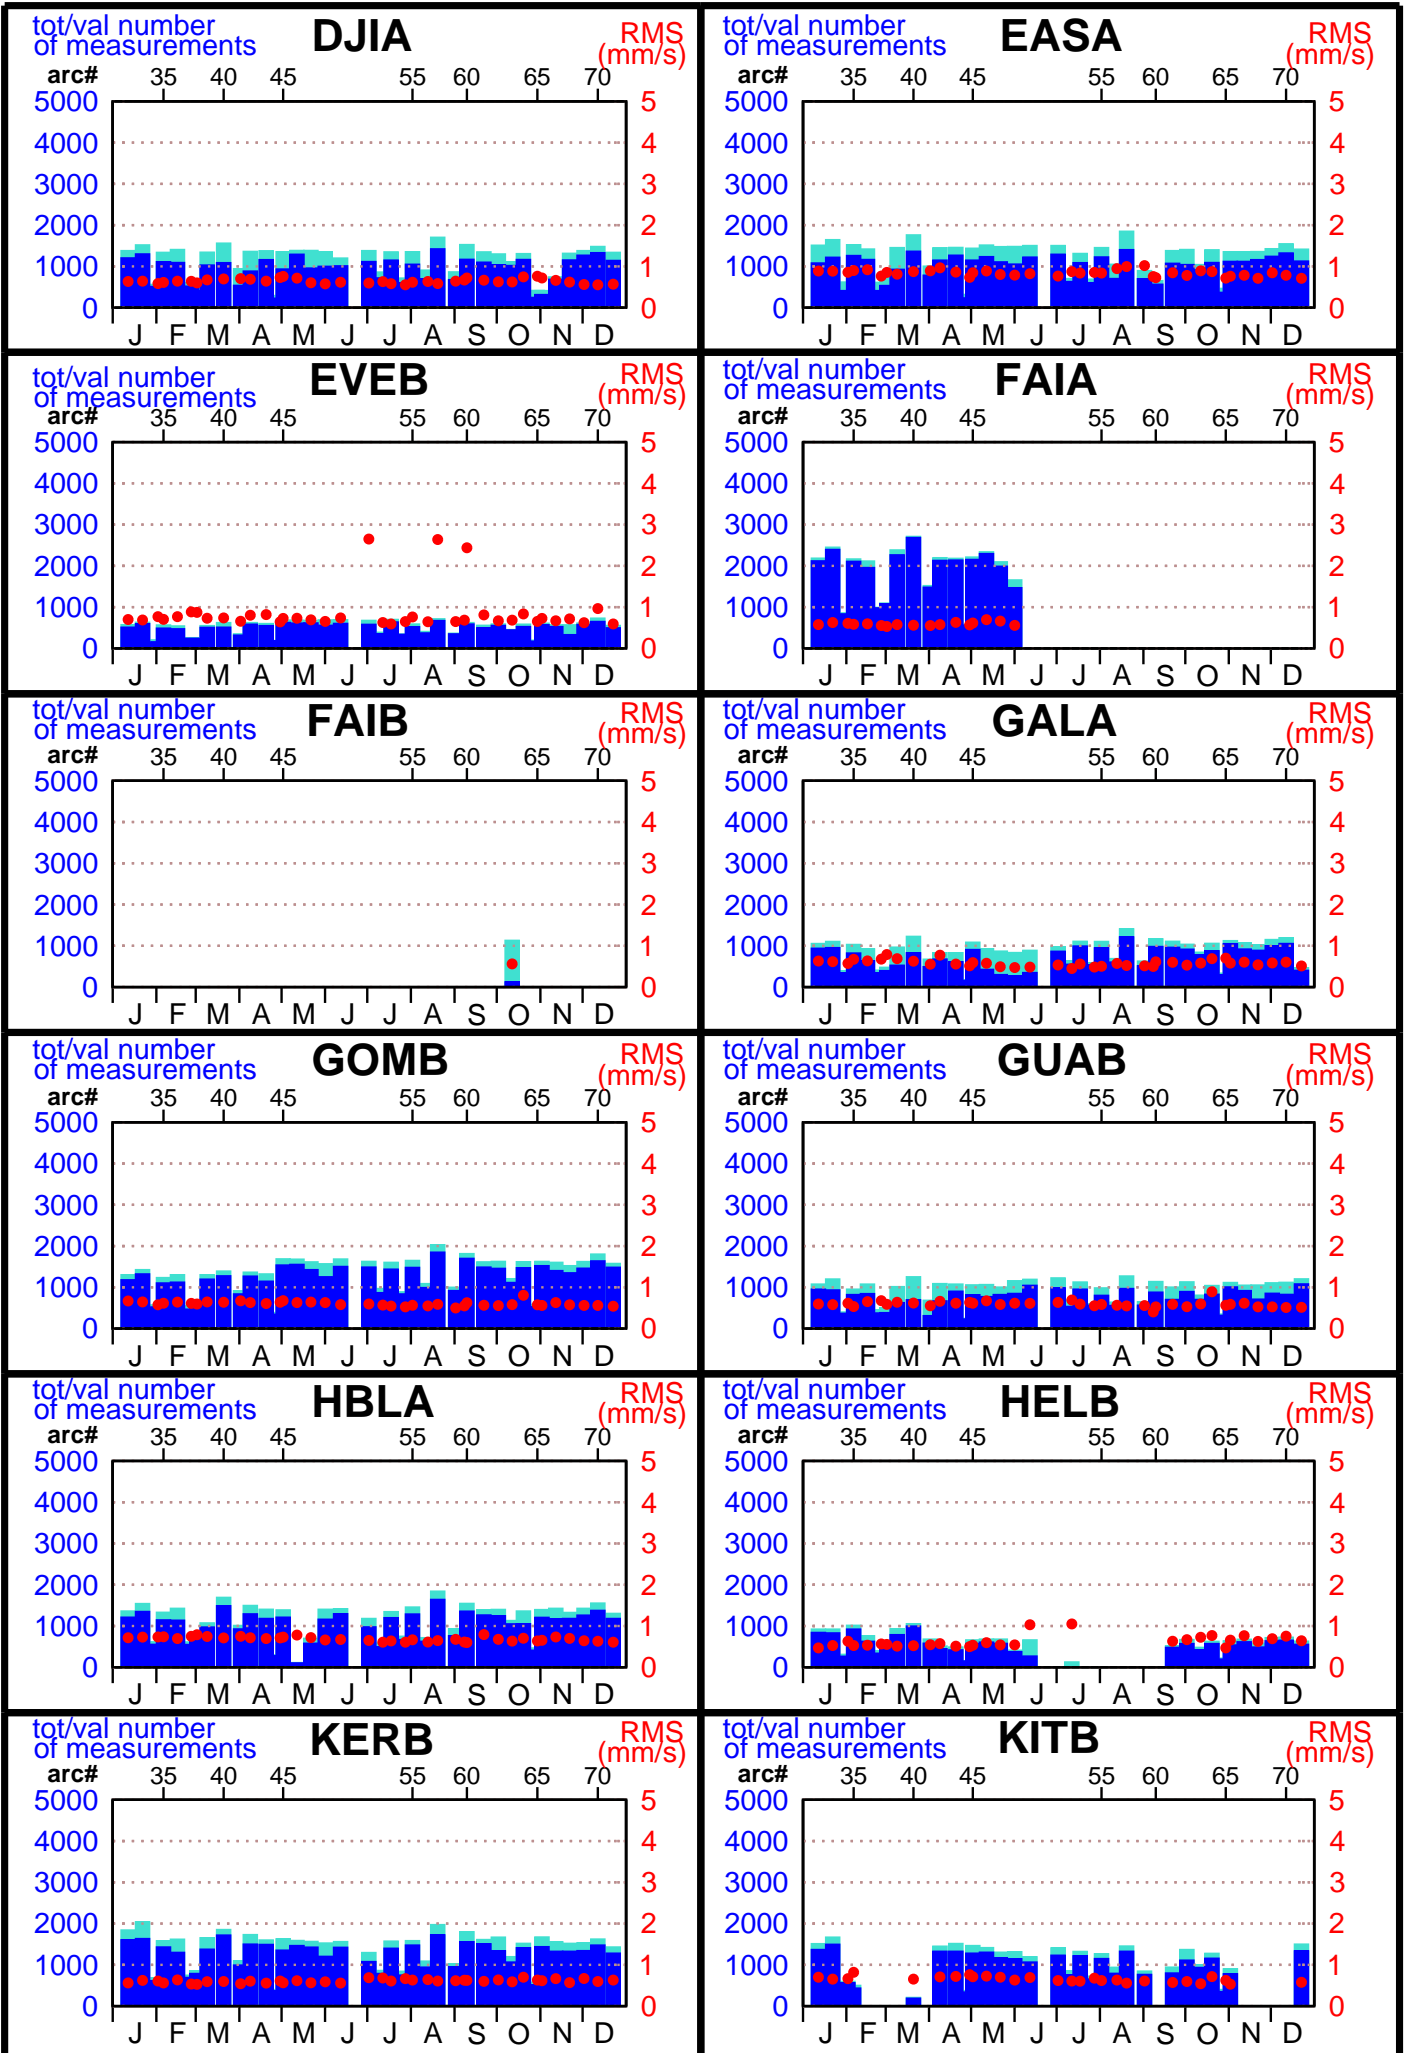 tot/val number
of measurements
DJIA
RMS
(mm/s)
arc# 35 40 45 55 60 65 70
5000 5
4000 4
3000 3
2000 2
1000 1
0 0
J F M A M J J A S O N D
tot/val number
of measurements
EASA
RMS
(mm/s)
arc# 35 40 45 55 60 65 70
5000 5
4000 4
3000 3
2000 2
1000 1
0 0
J F M A M J J A S O N D
tot/val number
of measurements
EVEB
RMS
(mm/s)
arc# 35 40 45 55 60 65 70
5000 5
4000 4
3000 3
2000 2
1000 1
0 0
J F M A M J J A S O N D
tot/val number
of measurements
FAIA
RMS
(mm/s)
arc# 35 40 45 55 60 65 70
5000 5
4000 4
3000 3
2000 2
1000 1
0 0
J F M A M J J A S O N D
tot/val number
of measurements
FAIB
RMS
(mm/s)
arc# 35 40 45 55 60 65 70
5000 5
4000 4
3000 3
2000 2
1000 1
0 0
J F M A M J J A S O N D
tot/val number
of measurements
GALA
RMS
(mm/s)
arc# 35 40 45 55 60 65 70
5000 5
4000 4
3000 3
2000 2
1000 1
0 0
J F M A M J J A S O N D
tot/val number
of measurements
GOMB
RMS
(mm/s)
arc# 35 40 45 55 60 65 70
5000 5
4000 4
3000 3
2000 2
1000 1
0 0
J F M A M J J A S O N D
tot/val number
of measurements
GUAB
RMS
(mm/s)
arc# 35 40 45 55 60 65 70
5000 5
4000 4
3000 3
2000 2
1000 1
0 0
J F M A M J J A S O N D
tot/val number
of measurements
HBLA
RMS
(mm/s)
arc# 35 40 45 55 60 65 70
5000 5
4000 4
3000 3
2000 2
1000 1
0 0
J F M A M J J A S O N D
tot/val number
of measurements
HELB
RMS
(mm/s)
arc# 35 40 45 55 60 65 70
5000 5
4000 4
3000 3
2000 2
1000 1
0 0
J F M A M J J A S O N D
tot/val number
of measurements
KERB
RMS
(mm/s)
arc# 35 40 45 55 60 65 70
5000 5
4000 4
3000 3
2000 2
1000 1
0 0
J F M A M J J A S O N D
tot/val number
of measurements
KITB
RMS
(mm/s)
arc# 35 40 45 55 60 65 70
5000 5
4000 4
3000 3
2000 2
1000 1
0 0
J F M A M J J A S O N D